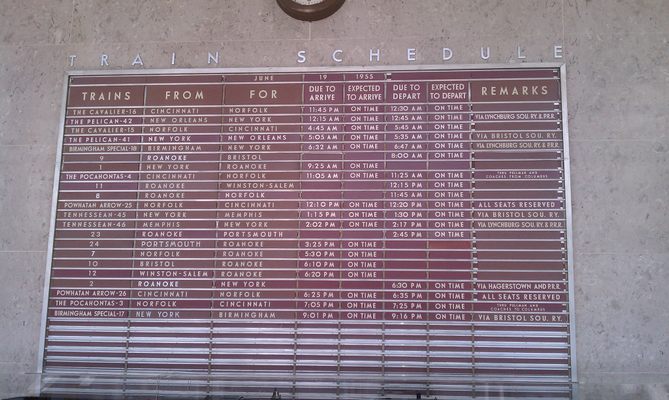 TRAIN SCHEDULE
JUNE 19 1955
TRAINS FROM FOR DUE TO ARRIVE EXPECTED TO ARRIVE DUE TO DEPART EXPECTED TO DEPART REMARKS
THE CAVALIER-16 CINCINNATI NORFOLK 11:45 PM ON TIME 12:30 AM ON TIME
THE PELICAN-42 NEW ORLEANS NEW YORK 12:15 AM ON TIME 12:45 AM ON TIME VIA LYNCHBURG SOU. RY. & P.R.R.
THE CAVALIER-15 NORFOLK CINCINNATI 4:45 AM ON TIME 5:45 AM ON TIME
THE PELICAN-41 NEW YORK NEW ORLEANS 5:05 AM ON TIME 5:35 AM ON TIME VIA BRISTOL SOU. RY.
BIRMINGHAM SPECIAL-18 BIRMINGHAM NEW YORK 6:32 AM ON TIME 6:47 AM ON TIME VIA LYNCHBURG SOU. RY. & P.R.R.
9 ROANOKE BRISTOL 8:00 AM ON TIME
1 NEW YORK ROANOKE 9:25 AM ON TIME
THE POCAHONTAS-4 CINCINNATI NORFOLK 11:05 AM ON TIME 11:25 AM ON TIME THRU PULLMAN AND COACHES FROM COLUMBUS
11 ROANOKE WINSTON-SALEM 12:15 PM ON TIME
8 ROANOKE NORFOLK 11:45 AM ON TIME
POWHATAN ARROW-25 NORFOLK CINCINNATI 12:10 PM ON TIME 12:20 PM ON TIME ALL SEATS RESERVED
TENNESSEAN-45 NEW YORK MEMPHIS 1:15 PM ON TIME 1:30 PM ON TIME VIA BRISTOL SOU. RY.
TENNESSEAN-46 MEMPHIS NEW YORK 2:02 PM ON TIME 2:17 PM ON TIME VIA LYNCHBURG SOU. RY. & P.R.R.
23 ROANOKE PORTSMOUTH 2:45 PM ON TIME
24 PORTSMOUTH ROANOKE 3:25 PM ON TIME
7 NORFOLK ROANOKE 5:30 PM ON TIME
10 BRISTOL ROANOKE 6:10 PM ON TIME
12 WINSTON-SALEM ROANOKE 6:20 PM ON TIME
2 ROANOKE NEW YORK 6:30 PM ON TIME VIA HAGERSTOWN AND P.R.R.
POWHATAN ARROW-26 CINCINNATI NORFOLK 6:25 PM ON TIME 6:35 PM ON TIME ALL SEATS RESERVED
THE POCAHONTAS-3 NORFOLK CINCINNATI 7:05 PM ON TIME 7:25 PM ON TIME THRU PULLMAN AND COACHES TO COLUMBUS
BIRMINGHAM SPECIAL-17 NEW YORK BIRMINGHAM 9:01 PM ON TIME 9:16 PM ON TIME VIA BRISTOL SOU. RY.